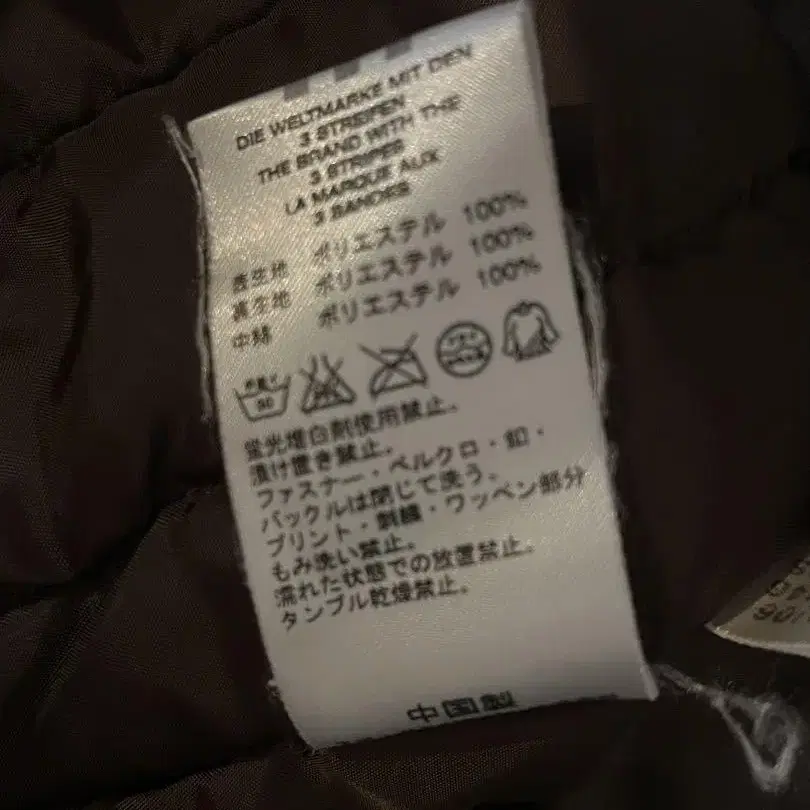 DIE WELTMARKE MIT DEN
3 STREIFEN
THE BRAND WITH THE
3 STRIPES
LA MARQUE AUX
3 BANDES
表生地 ポリエステル 100%
裏生地 ポリエステル 100%
中綿 ポリエステル 100%
蛍光増白剤使用禁止。
漬け置き禁止。
ファスナー・ベルクロ・釦・
バックルは閉じて洗う。
プリント・刺繍・ワッペン部分
もみ洗い禁止。
濡れた状態での放置禁止。
タンブル乾燥禁止。
中国製